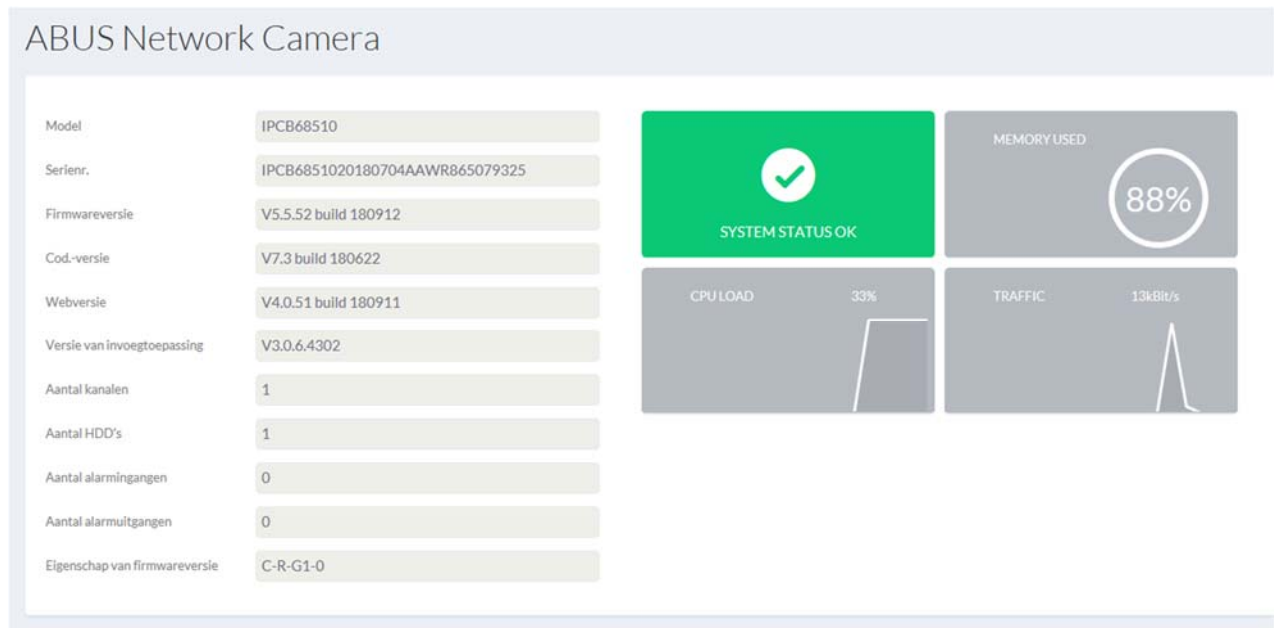 ABUS Network Camera
Model IPCB68510
Serienr. IPCB6851020180704AAWR865079325
Firmwareversie V5.5.52 build 180912
Cod.-versie V7.3 build 180622
Webversie V4.0.51 build 180911
Versie van invoegtoepassing V3.0.6.4302
Aantal kanalen 1
Aantal HDD's 1
Aantal alarmingangen 0
Aantal alarmuitgangen 0
Eigenschap van firmwareversie C-R-G1-0
SYSTEM STATUS OK
MEMORY USED
88%
CPU LOAD 33%
TRAFFIC 13kBit/s